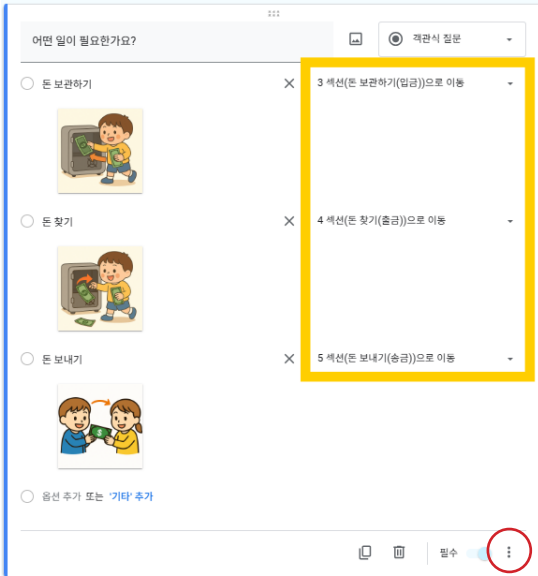 어떤 일이 필요한가요?
객관식 질문
돈 보관하기
3 섹션(돈 보관하기(입금))으로 이동
돈 찾기
4 섹션(돈 찾기(출금))으로 이동
돈 보내기
5 섹션(돈 보내기(송금))으로 이동
$
옵션 추가 또는 '기타' 추가
필수